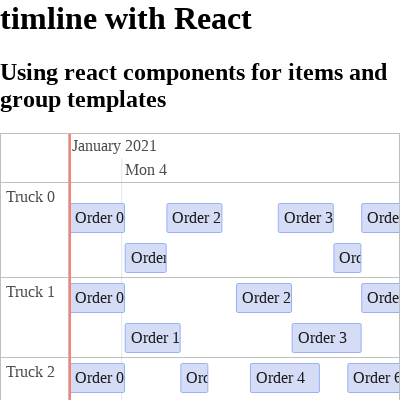 timline with React
Using react components for items and
group templates
January 2021
Mon 4
Truck 0
Order 0 Order 2 Order 3 Orde
Order Ord
Truck 1
Order 0 Order 2 Orde
Order 1 Order 3
Truck 2
Order 0 Ord Order 4 Order 6